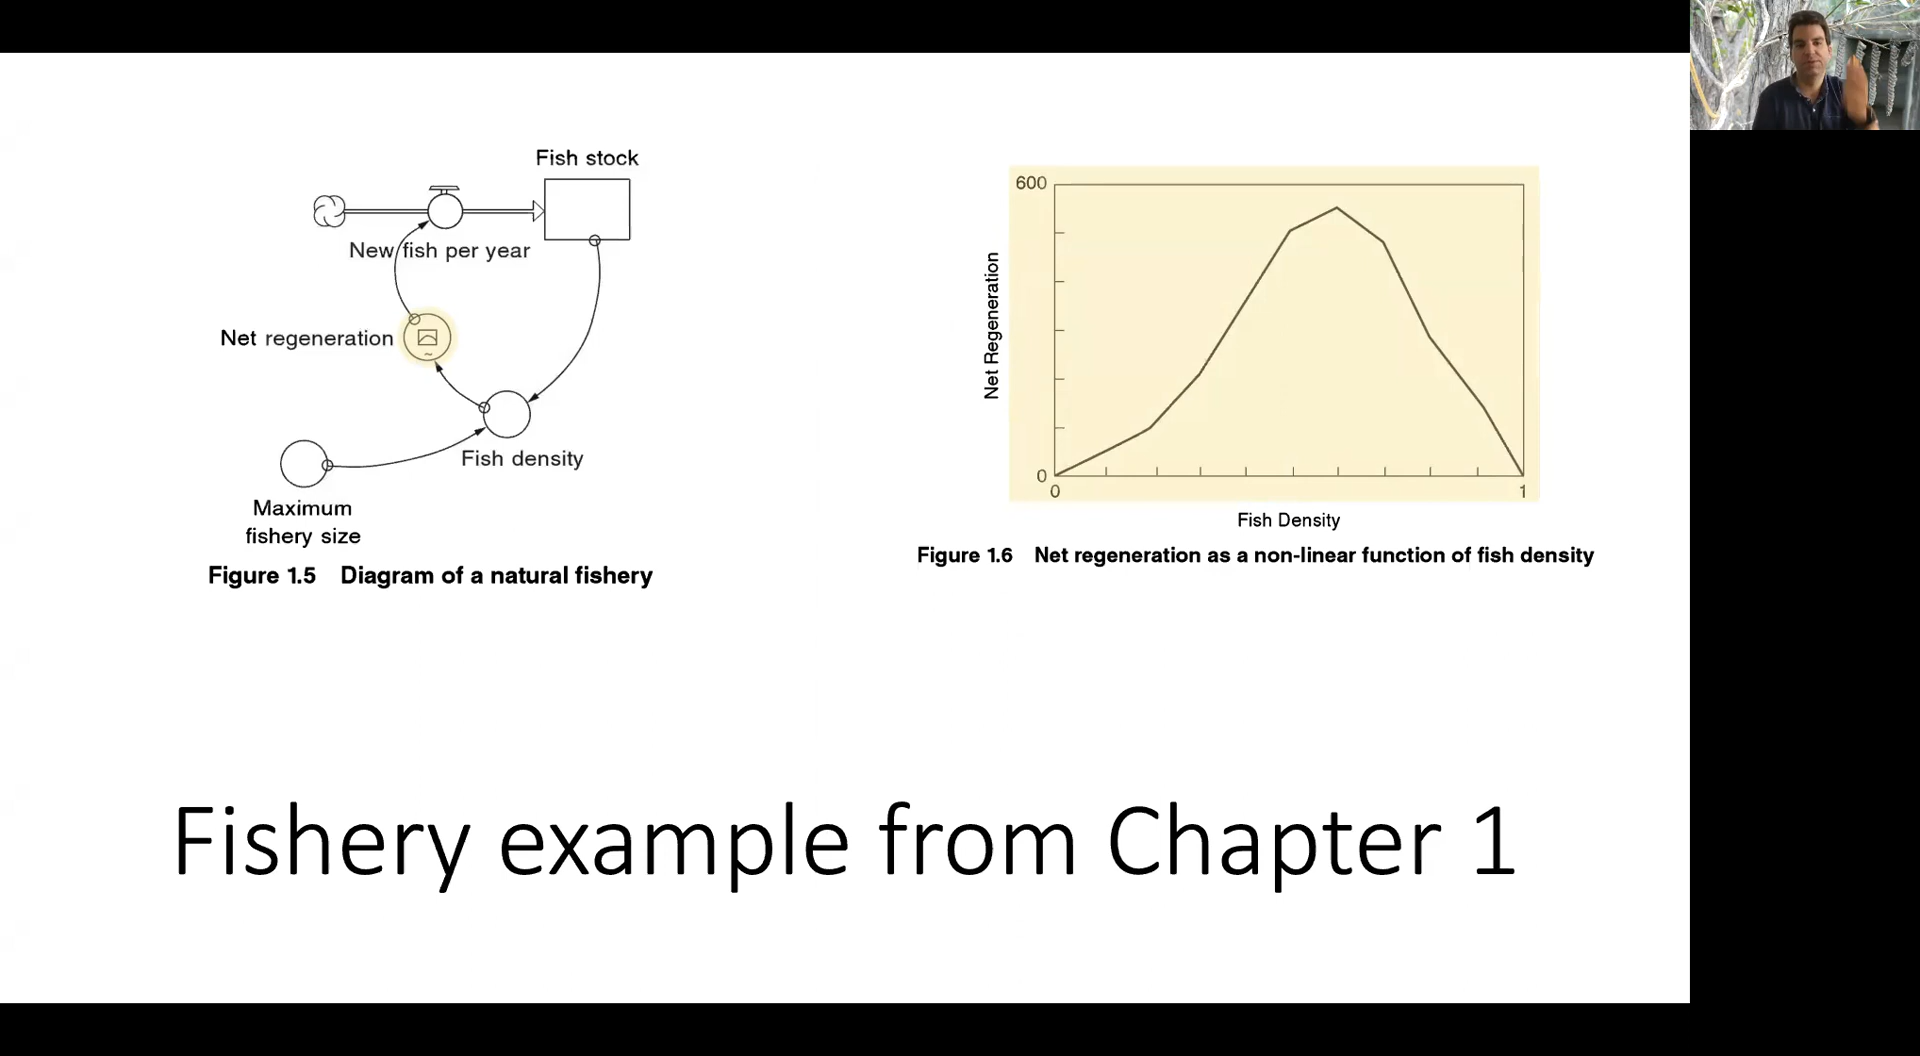 Fish stock
New fish per year
Net regeneration
Fish density
Maximum
fishery size
Figure 1.5 Diagram of a natural fishery
600
Net Regeneration
0
0
1
Fish Density
Figure 1.6 Net regeneration as a non-linear function of fish density
Fishery example from Chapter 1